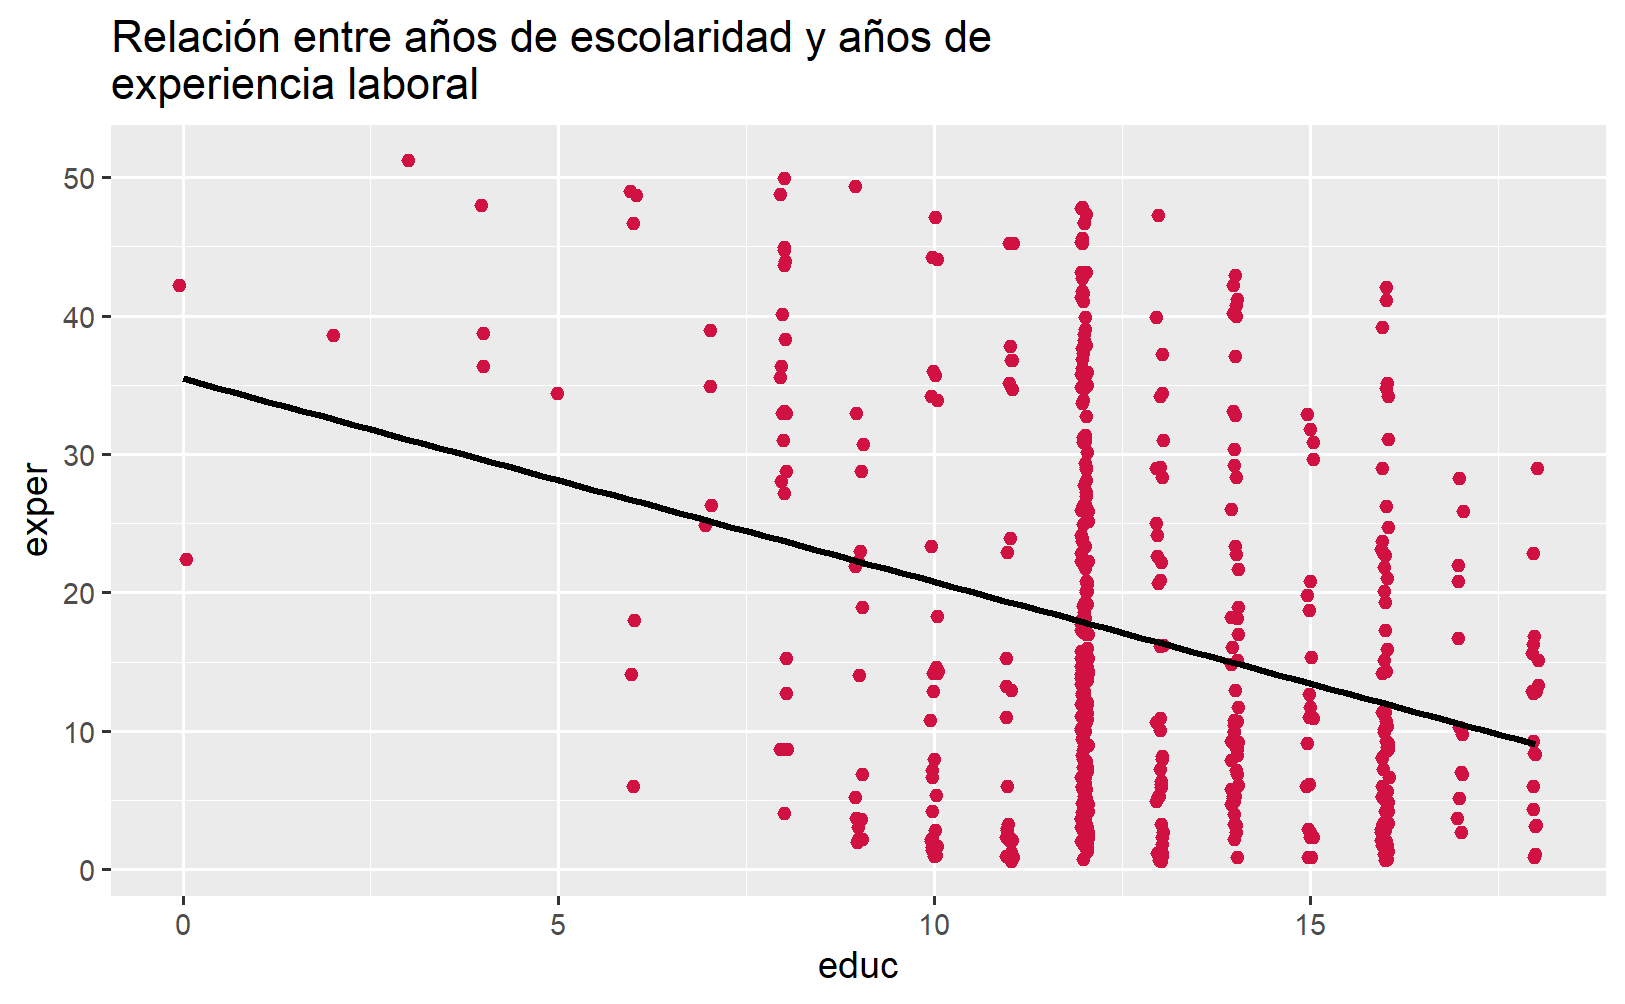 Relación entre años de escolaridad y años de
experiencia laboral
50
40
30
20
10
0
exper
0 5 10 15
educ